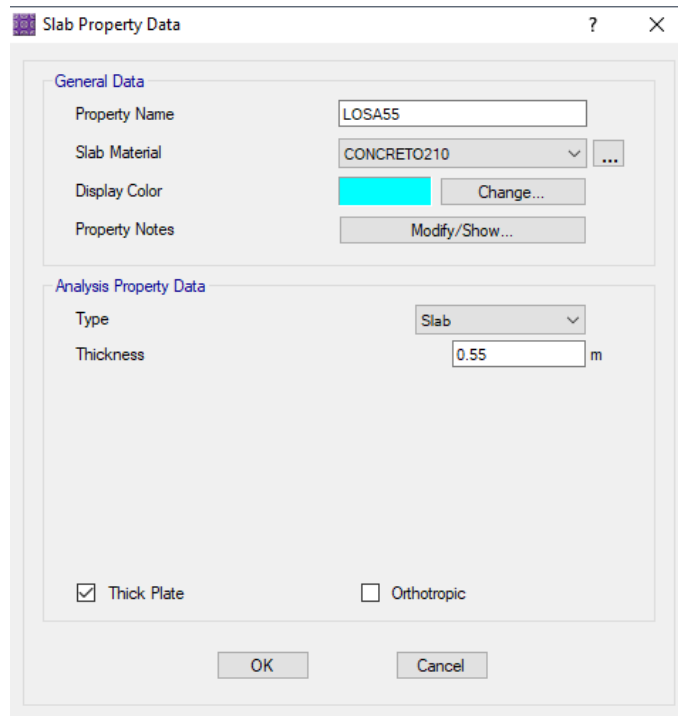 Slab Property Data ? ×
General Data
Property Name LOSA55
Slab Material CONCRETO210 ...
Display Color Change...
Property Notes Modify/Show...
Analysis Property Data
Type Slab
Thickness 0.55 m
Thick Plate Orthotropic
OK Cancel